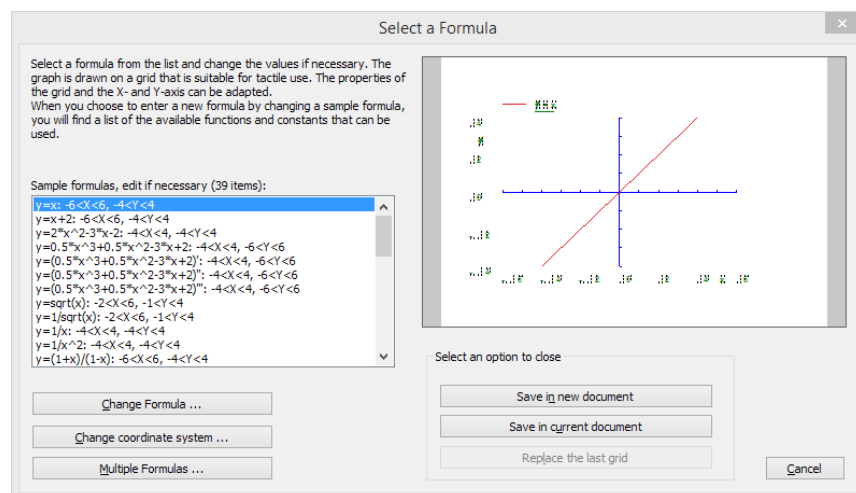 Select a Formula
Select a formula from the list and change the values if necessary. The
graph is drawn on a grid that is suitable for tactile use. The properties of
the grid and the X- and Y-axis can be adapted.
When you choose to enter a new formula by changing a sample formula,
you will find a list of the available functions and constants that can be
used.
Sample formulas, edit if necessary (39 items):
y=x: -6<X<6, -4<Y<4
y=x+2: -6<X<6, -4<Y<4
y=2*x^2-3*x-2: -4<X<4, -4<Y<4
y=0.5*x^3+0.5*x^2-3*x+2: -4<X<4, -6<Y<6
y=(0.5*x^3+0.5*x^2-3*x+2)': -4<X<4, -6<Y<6
y=(0.5*x^3+0.5*x^2-3*x+2)'': -4<X<4, -6<Y<6
y=(0.5*x^3+0.5*x^2-3*x+2)''': -4<X<4, -6<Y<6
y=sqrt(x): -2<X<6, -1<Y<4
y=1/sqrt(x): -2<X<6, -1<Y<4
y=1/x: -4<X<4, -4<Y<4
y=1/x^2: -4<X<4, -4<Y<4
y=(1+x)/(1-x): -6<X<6, -4<Y<4
Change Formula ...
Change coordinate system ...
Multiple Formulas ...
Select an option to close
Save in new document
Save in current document
Replace the last grid
Cancel